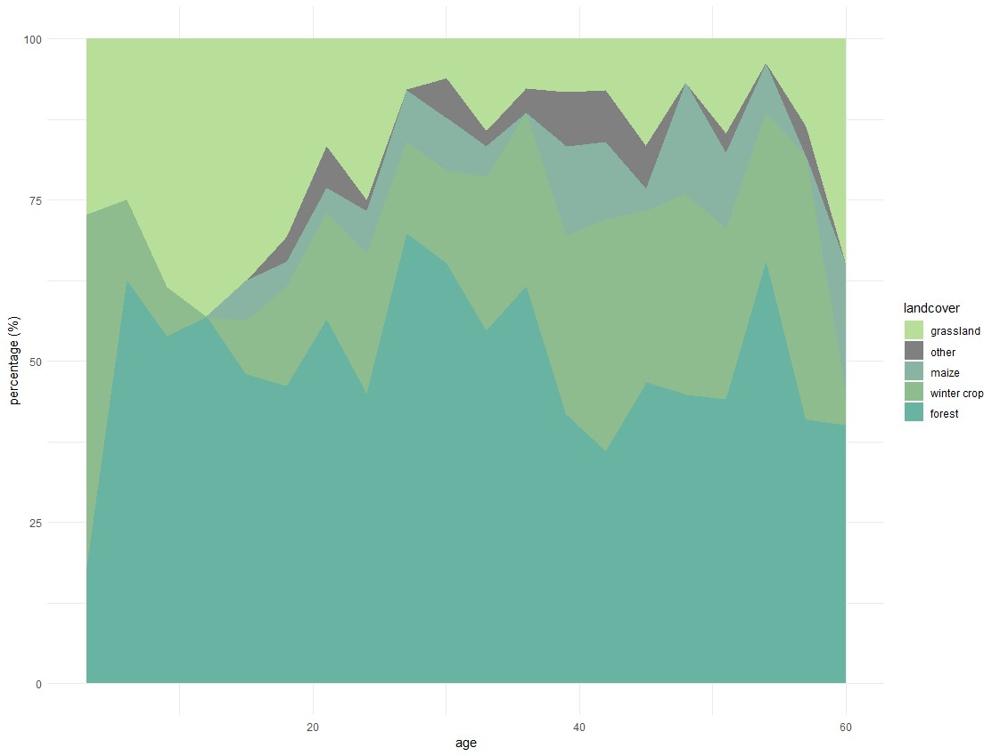 100
75
50
25
0
percentage (%)
20
40
60
age
landcover
grassland
other
maize
winter crop
forest